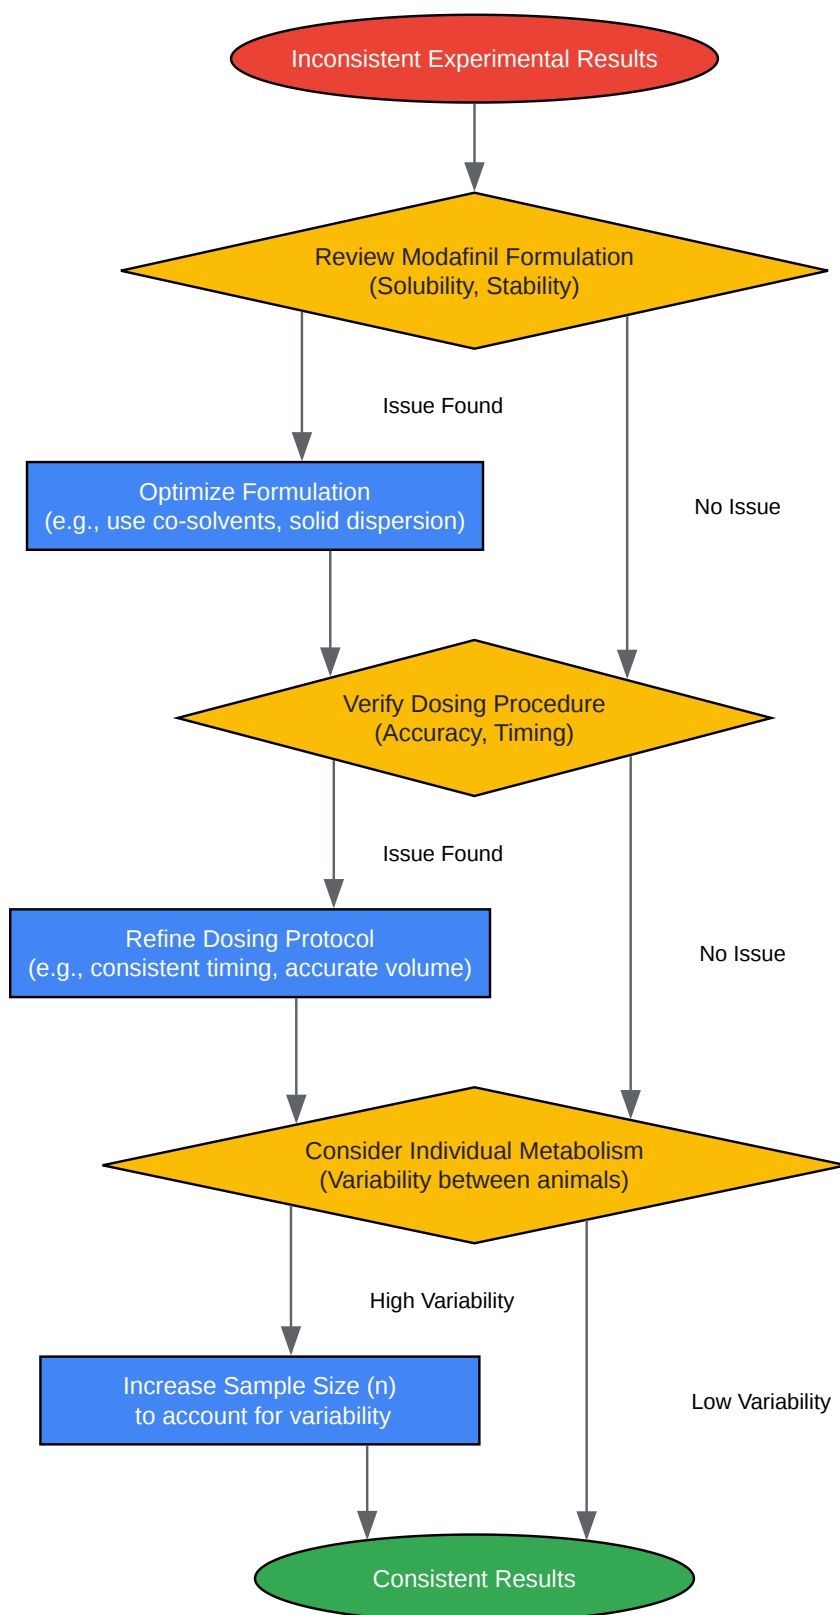 Inconsistent Experimental Results
Review Modafinil Formulation
(Solubility, Stability)
Issue Found
Optimize Formulation
(e.g., use co-solvents, solid dispersion)
No Issue
Verify Dosing Procedure
(Accuracy, Timing)
Issue Found
Refine Dosing Protocol
(e.g., consistent timing, accurate volume)
No Issue
Consider Individual Metabolism
(Variability between animals)
High Variability
Increase Sample Size (n)
to account for variability
Low Variability
Consistent Results